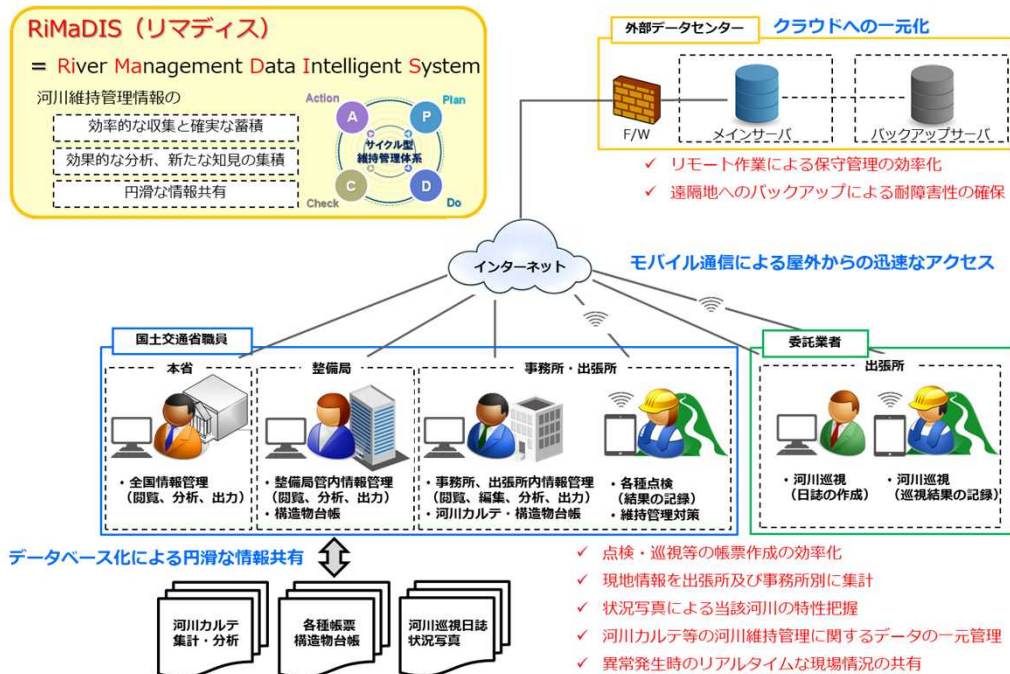 RiMaDIS（リマディス）
＝ River Management Data Intelligent System
河川維持管理情報の
効率的な収集と確実な蓄積
効果的な分析、新たな知見の集積
円滑な情報共有
Action
Plan
A
P
サイクル型
維持管理体系
C
D
Check
Do
外部データセンター
クラウドへの一元化
F/W
メインサーバ
バックアップサーバ
✓ リモート作業による保守管理の効率化
✓ 遠隔地へのバックアップによる耐障害性の確保
インターネット
モバイル通信による屋外からの迅速なアクセス
国土交通省職員
本省
・全国情報管理
（閲覧、分析、出力）
整備局
・整備局管内情報管理
（閲覧、分析、出力）
・構造物台帳
事務所・出張所
・事務所、出張所内情報管理
（閲覧、編集、分析、出力）
・河川カルテ・構造物台帳
・各種点検
（結果の記録）
・維持管理対策
委託業者
出張所
・河川巡視
（日誌の作成）
・河川巡視
（巡視結果の記録）
データベース化による円滑な情報共有
河川カルテ
集計・分析
各種帳票
構造物台帳
河川巡視日誌
状況写真
✓ 点検・巡視等の帳票作成の効率化
✓ 現地情報を出張所及び事務所別に集計
✓ 状況写真による当該河川の特性把握
✓ 河川カルテ等の河川維持管理に関するデータの一元管理
✓ 異常発生時のリアルタイムな現場情況の共有